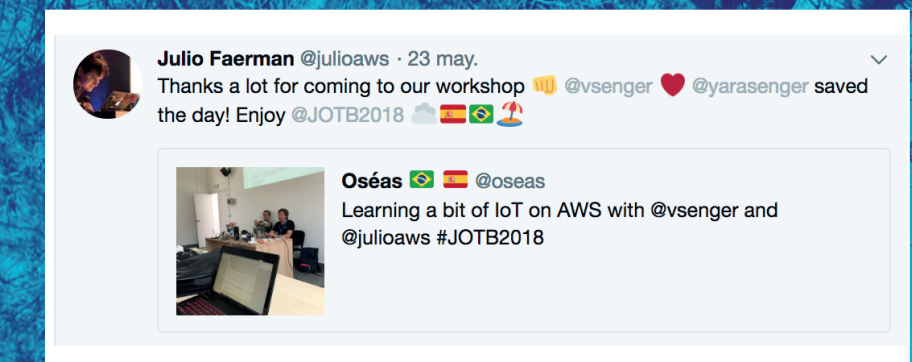 Julio Faerman @julioaws · 23 may.
Thanks a lot for coming to our workshop 👊 @vsenger ❤️ @yarasenger saved
the day! Enjoy @JOTB2018 ☁️🇪🇸🇧🇷🏖️
Oséas 🇧🇷 🇪🇸 @oseas
Learning a bit of IoT on AWS with @vsenger and
@julioaws #JOTB2018